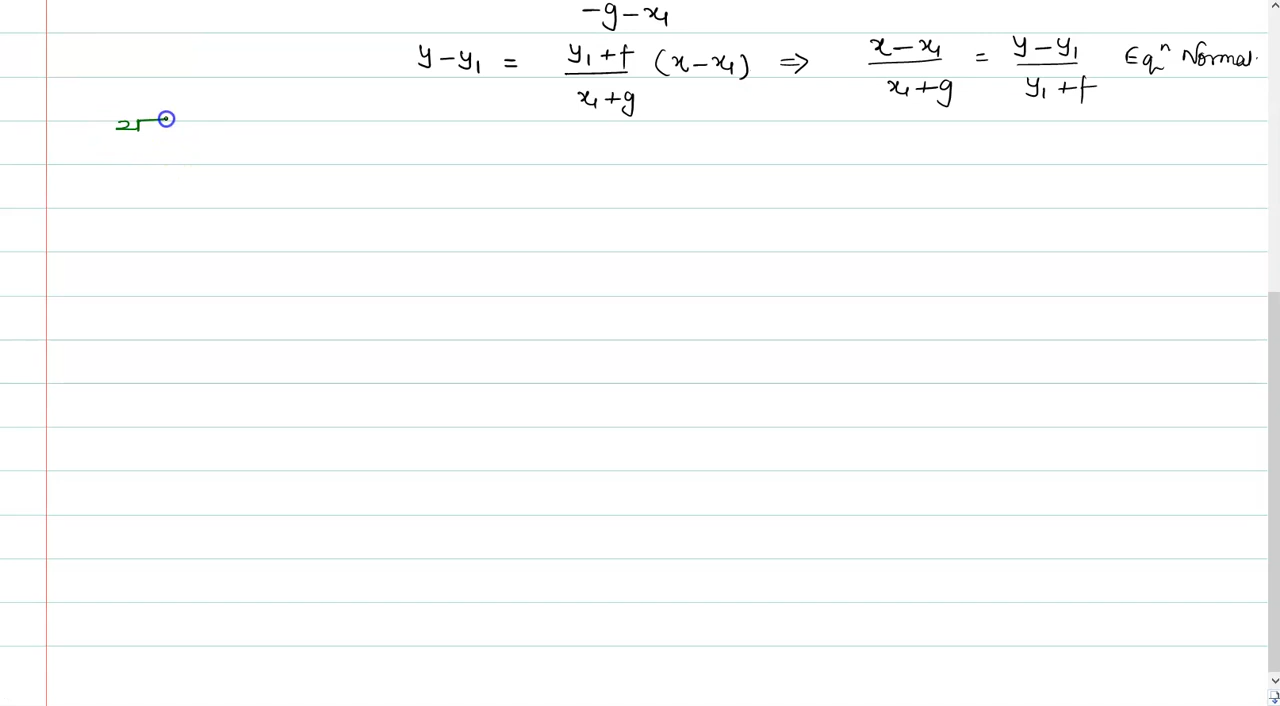 -g-x₁
y-y₁ = y₁+f / x₁+g (x-x₁) ⇒ x-x₁ / x₁+g = y-y₁ / y₁+f Eqⁿ Normal.